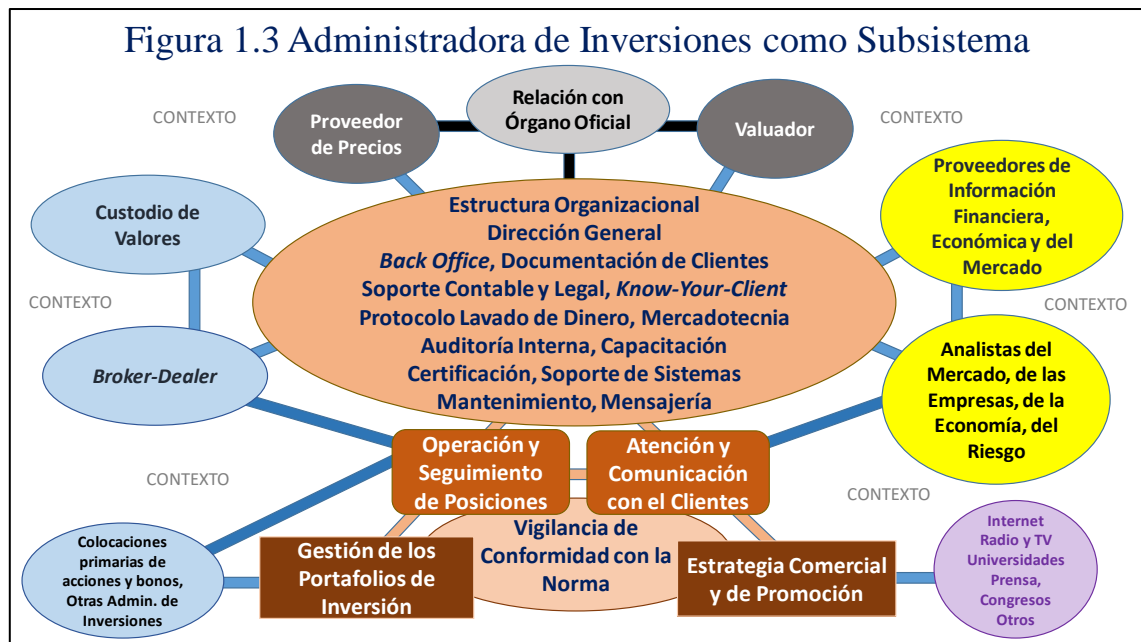 Figura 1.3 Administradora de Inversiones como Subsistema
CONTEXTO
Proveedor
de Precios
Relación con
Órgano Oficial
Valuador
CONTEXTO
Custodio de
Valores
Estructura Organizacional
Dirección General
Back Office, Documentación de Clientes
Soporte Contable y Legal, Know-Your-Client
Protocolo Lavado de Dinero, Mercadotecnia
Auditoría Interna, Capacitación
Certificación, Soporte de Sistemas
Mantenimiento, Mensajería
Proveedores de
Información
Financiera,
Económica y del
Mercado
CONTEXTO
CONTEXTO
Broker-Dealer
Analistas del
Mercado, de las
Empresas, de la
Economía, del
Riesgo
Operación y
Seguimiento
de Posiciones
Atención y
Comunicación
con el Clientes
CONTEXTO
CONTEXTO
Colocaciones
primarias de
acciones y bonos,
Otras Admin. de
Inversiones
Gestión de los
Portafolios de
Inversión
Vigilancia de
Conformidad con la
Norma
Estrategia Comercial
y de Promoción
Internet
Radio y TV
Universidades
Prensa,
Congresos
Otros